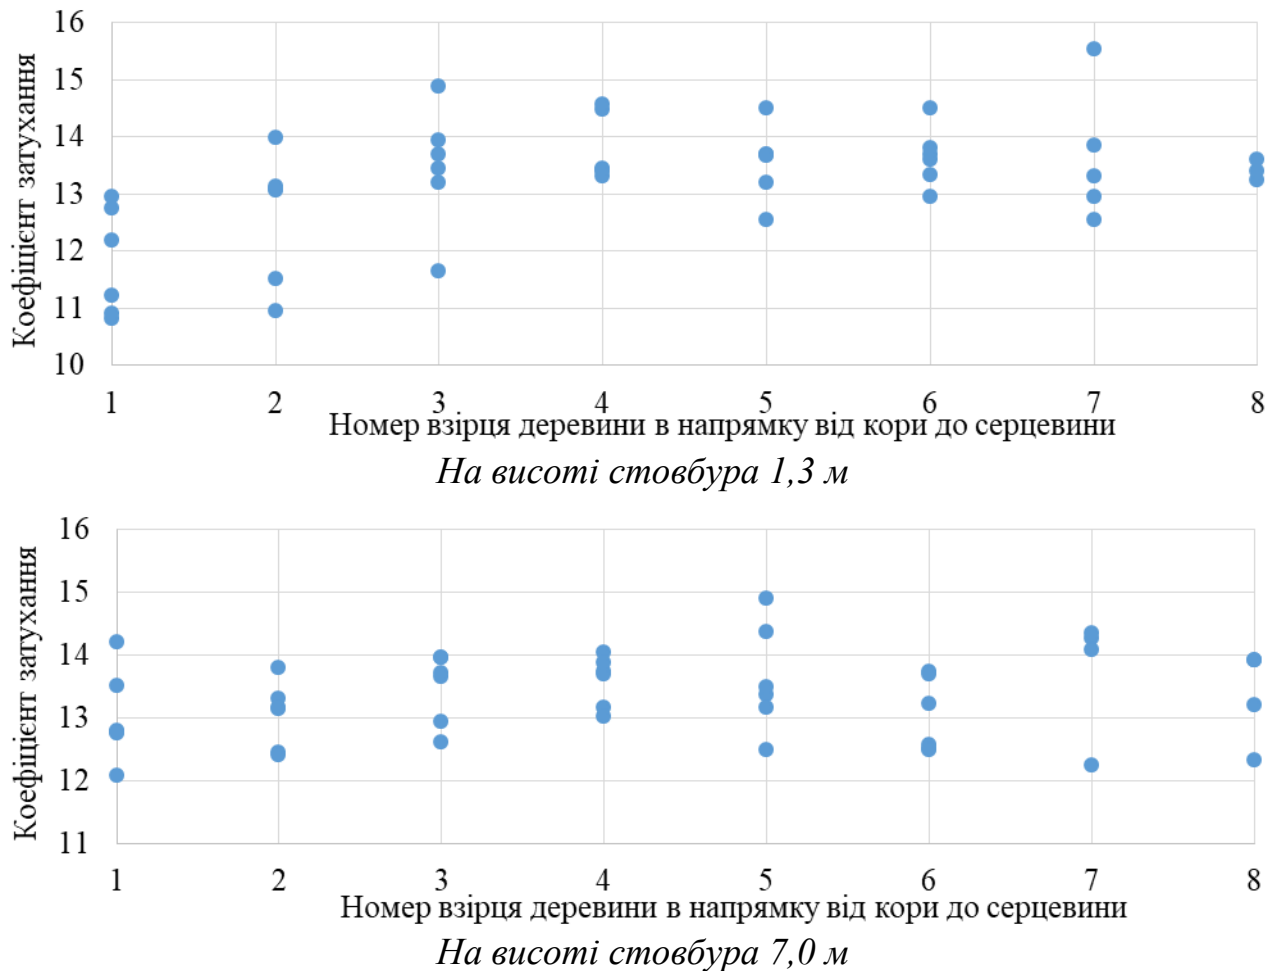 16
15
14
13
12
11
10
Коефіцієнт затухання
1 2 3 4 5 6 7 8
Номер взірця деревини в напрямку від кори до серцевини
На висоті стовбура 1,3 м
16
15
14
13
12
11
Коефіцієнт затухання
1 2 3 4 5 6 7 8
Номер взірця деревини в напрямку від кори до серцевини
На висоті стовбура 7,0 м